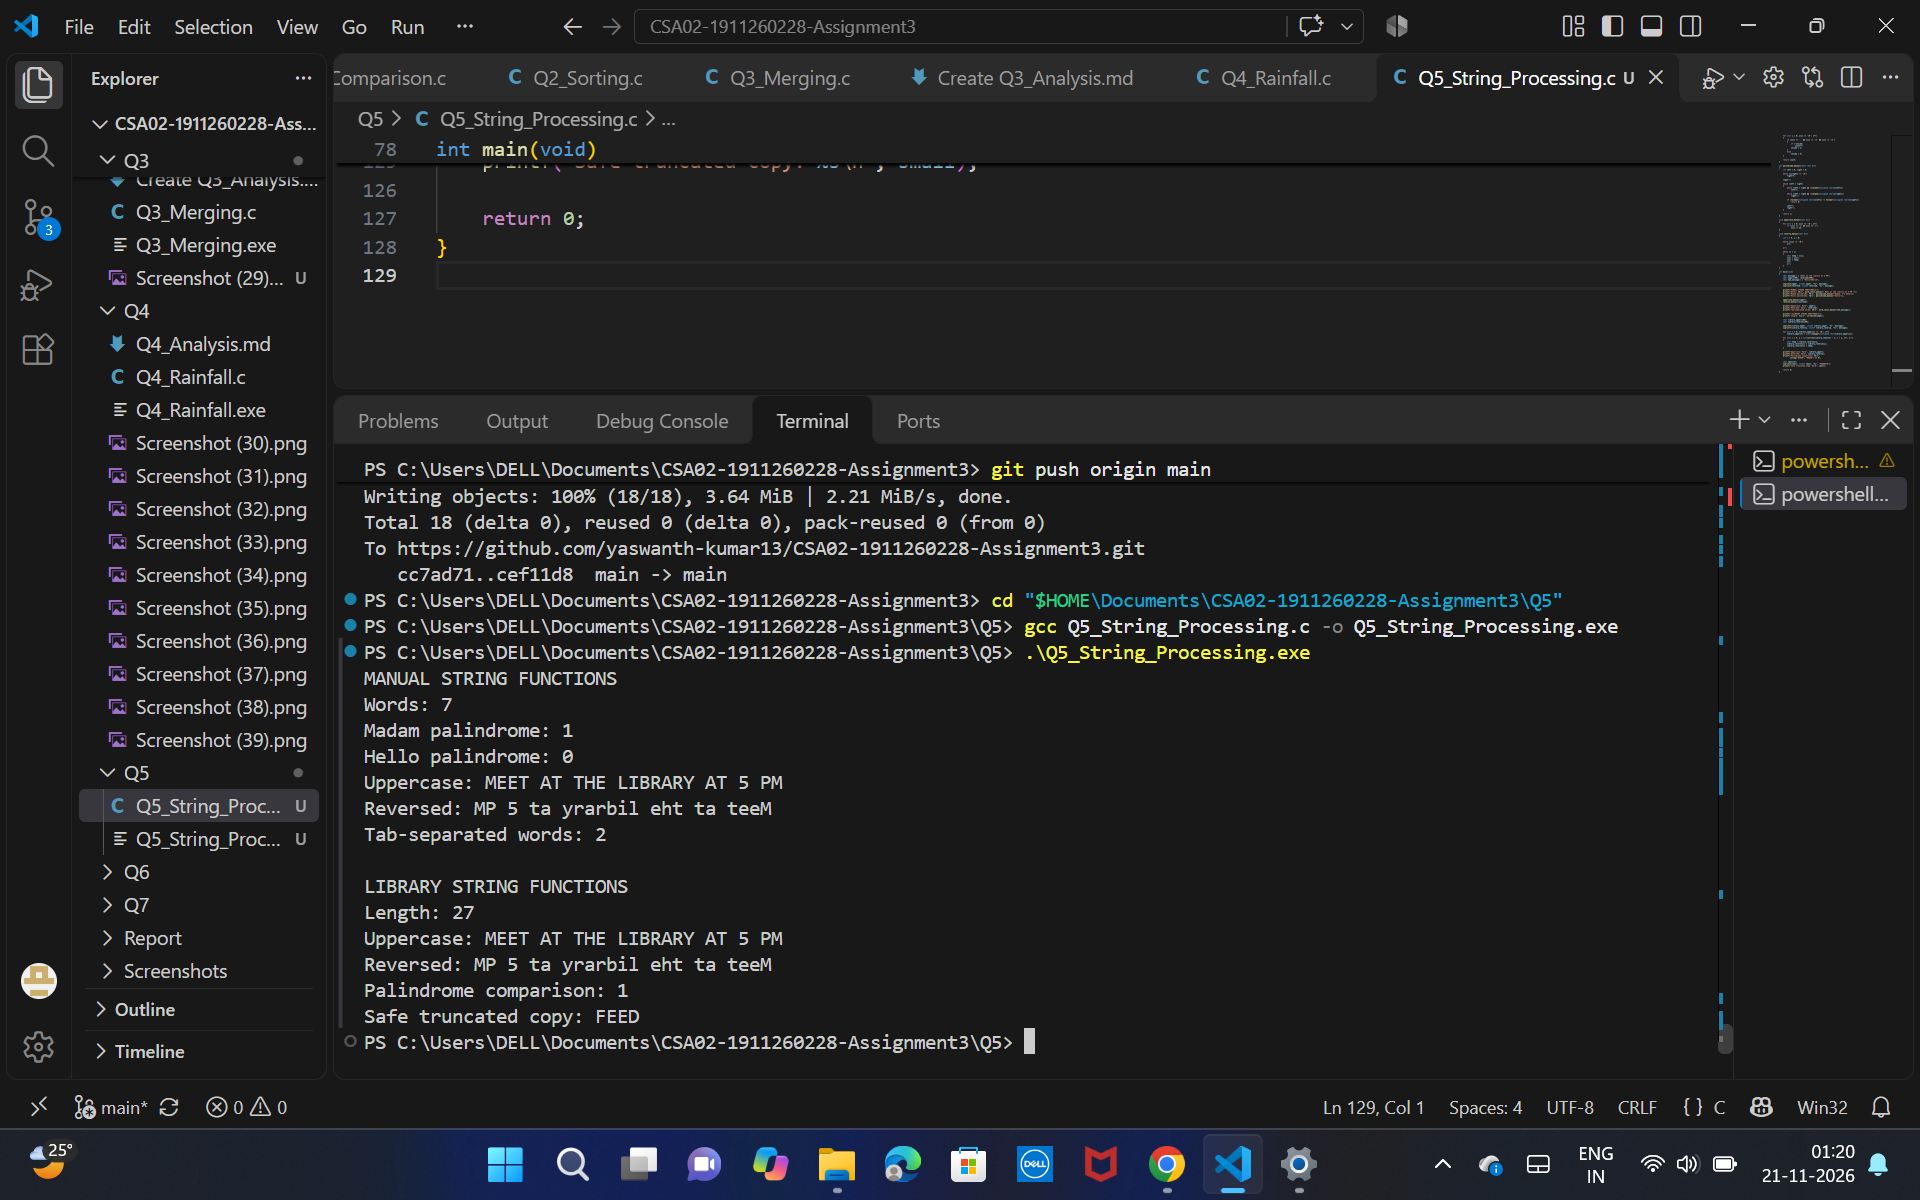 File Edit Selection View Go Run ···
CSA02-1911260228-Assignment3
Explorer ···
CSA02-1911260228-Ass...
Q3
Create Q3_Analysis....
Q3_Merging.c
Q3_Merging.exe
Screenshot (29)... U
Q4
Q4_Analysis.md
Q4_Rainfall.c
Q4_Rainfall.exe
Screenshot (30).png
Screenshot (31).png
Screenshot (32).png
Screenshot (33).png
Screenshot (34).png
Screenshot (35).png
Screenshot (36).png
Screenshot (37).png
Screenshot (38).png
Screenshot (39).png
Q5
Q5_String_Proc... U
Q5_String_Proc... U
Q6
Q7
Report
Screenshots
Outline
Timeline
3
Comparison.c C Q2_Sorting.c C Q3_Merging.c Create Q3_Analysis.md C Q4_Rainfall.c C Q5_String_Processing.c U
Q5 > C Q5_String_Processing.c > ...
78 int main(void)
126
127 return 0;
128 }
129
Problems Output Debug Console Terminal Ports
PS C:\Users\DELL\Documents\CSA02-1911260228-Assignment3> git push origin main
Writing objects: 100% (18/18), 3.64 MiB | 2.21 MiB/s, done.
Total 18 (delta 0), reused 0 (delta 0), pack-reused 0 (from 0)
To https://github.com/yaswanth-kumar13/CSA02-1911260228-Assignment3.git
cc7ad71..cef11d8 main -> main
PS C:\Users\DELL\Documents\CSA02-1911260228-Assignment3> cd "$HOME\Documents\CSA02-1911260228-Assignment3\Q5"
PS C:\Users\DELL\Documents\CSA02-1911260228-Assignment3\Q5> gcc Q5_String_Processing.c -o Q5_String_Processing.exe
PS C:\Users\DELL\Documents\CSA02-1911260228-Assignment3\Q5> .\Q5_String_Processing.exe
MANUAL STRING FUNCTIONS
Words: 7
Madam palindrome: 1
Hello palindrome: 0
Uppercase: MEET AT THE LIBRARY AT 5 PM
Reversed: MP 5 ta yrarbil eht ta teeM
Tab-separated words: 2
LIBRARY STRING FUNCTIONS
Length: 27
Uppercase: MEET AT THE LIBRARY AT 5 PM
Reversed: MP 5 ta yrarbil eht ta teeM
Palindrome comparison: 1
Safe truncated copy: FEED
PS C:\Users\DELL\Documents\CSA02-1911260228-Assignment3\Q5>
powersh...
powershell...
main* 0 0
Ln 129, Col 1 Spaces: 4 UTF-8 CRLF {} C Win32
25°
DELL
ENG
IN
01:20
21-11-2026